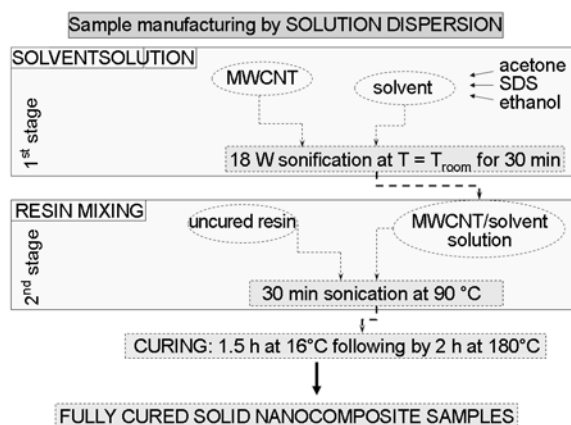 Sample manufacturing by SOLUTION DISPERSION
SOLVENTSOLUTION
1st stage
MWCNT
solvent
acetone
SDS
ethanol
18 W sonification at T = Troom for 30 min
RESIN MIXING
2nd stage
uncured resin
MWCNT/solvent
solution
30 min sonication at 90 °C
CURING: 1.5 h at 16°C following by 2 h at 180°C
FULLY CURED SOLID NANOCOMPOSITE SAMPLES